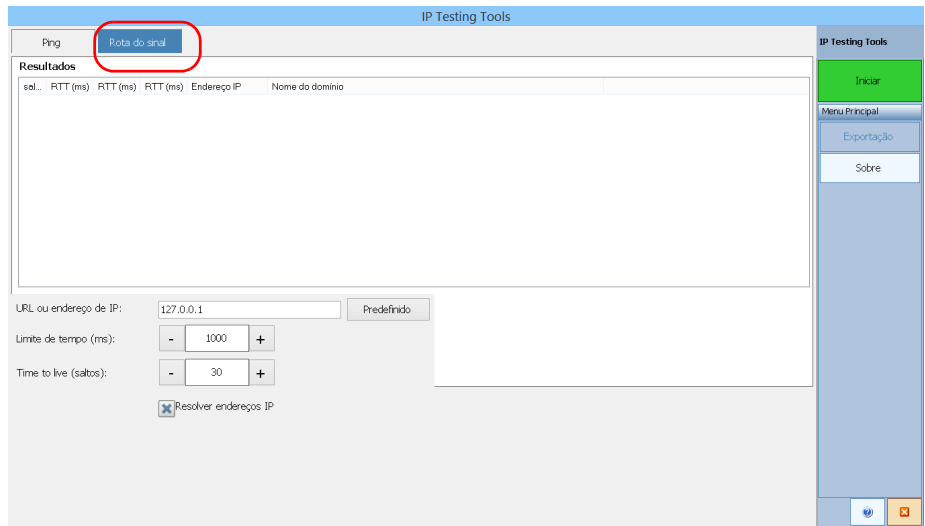 IP Testing Tools
Ping
Rota do sinal
Resultados
sal... RTT (ms) RTT (ms) RTT (ms) Endereço IP Nome do domínio
URL ou endereço de IP: 127.0.0.1 Predefinido
Limite de tempo (ms): - 1000 +
Time to live (saltos): - 30 +
Resolver endereços IP
IP Testing Tools
Iniciar
Menu Principal
Exportação
Sobre